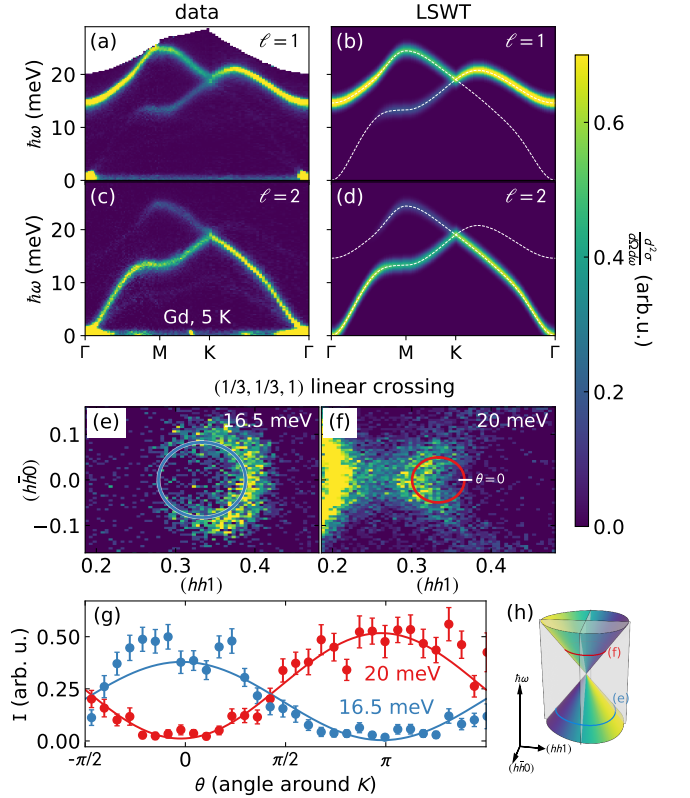 data LSWT
(a) ℓ = 1 (b) ℓ = 1
20
10
0
ħω (meV)
(c) ℓ = 2 (d) ℓ = 2
20
10
0
ħω (meV)
Gd, 5 K
Γ M K Γ Γ M K Γ
0.6
0.4
0.2
0.0
d²σ/dΩdω (arb.u.)
(1/3, 1/3, 1) linear crossing
(e) 16.5 meV (f) 20 meV
0.1
0.0
−0.1
(hh̄0)
θ=0
0.2 0.3 0.4 0.2 0.3 0.4
(hh1) (hh1)
(g)
0.50
0.25
0.00
I (arb. u.)
20 meV
16.5 meV
-π/2 0 π/2 π
θ (angle around K)
(h)
ħω
(f)
(e)
(hh1)
(hh̄0)